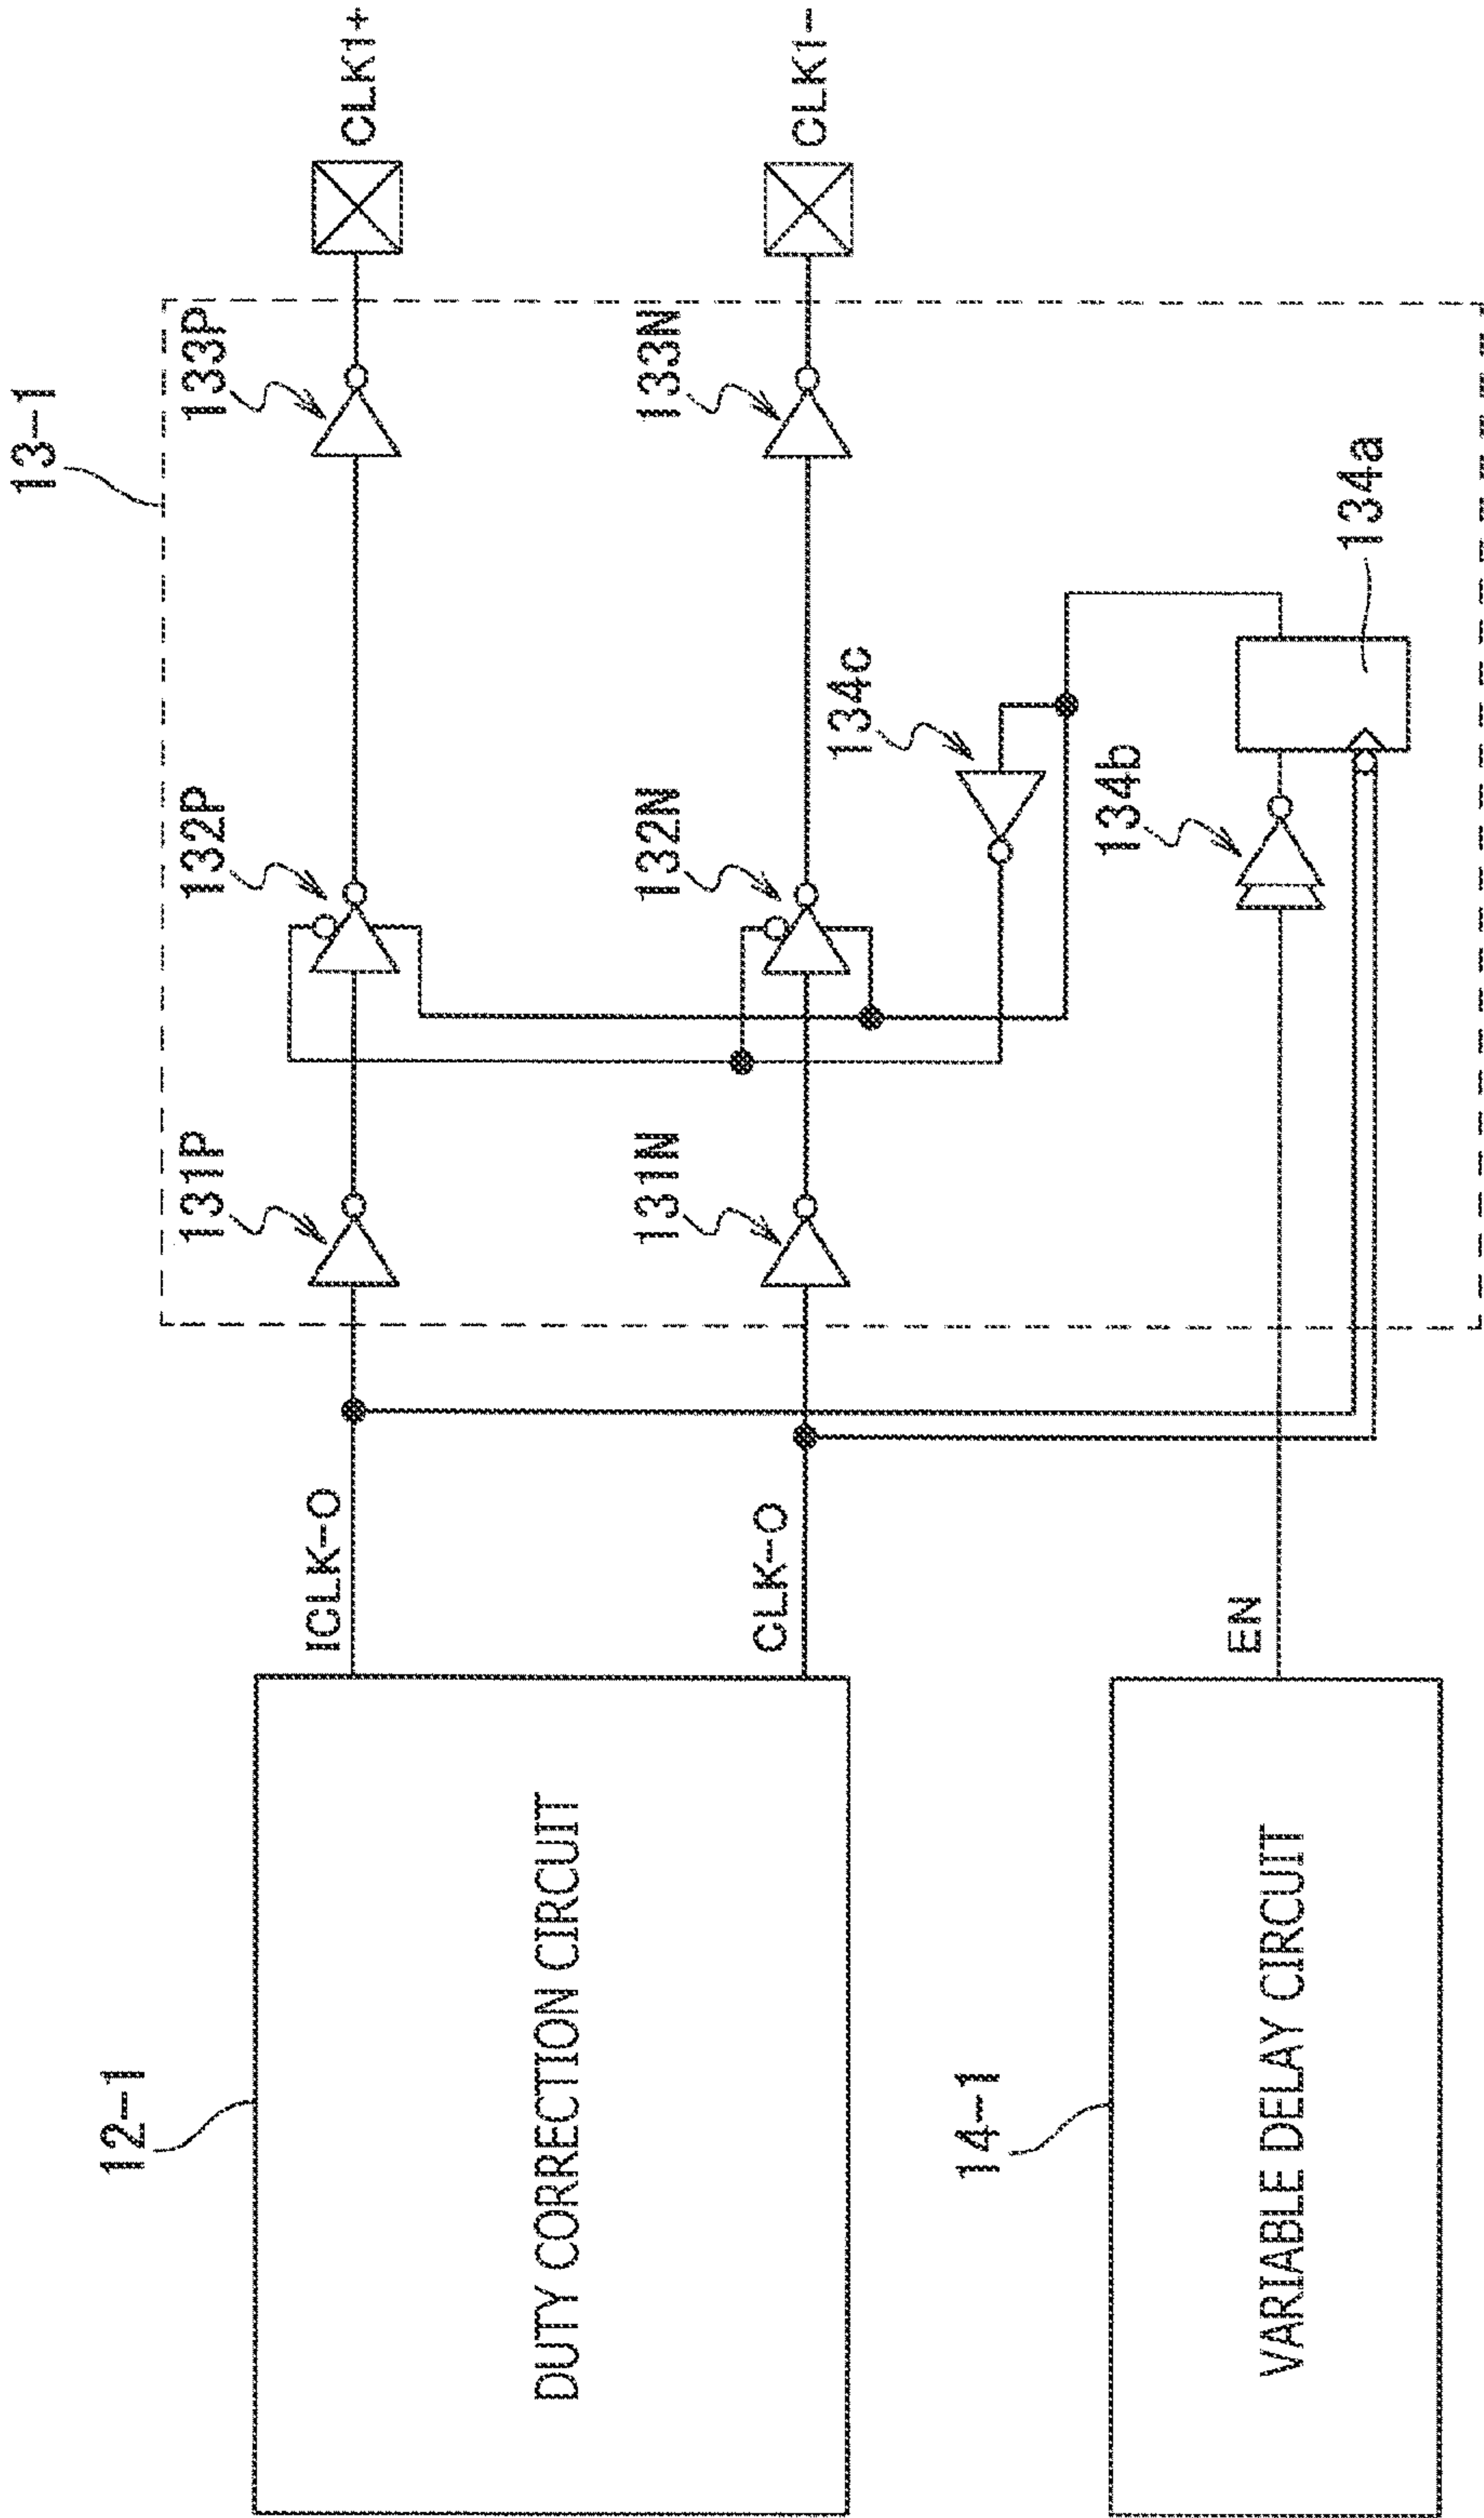 13-1
131P
132P
133P
CLK1+
131N
132N
133N
CLK1-
134c
134b
134a
12-1
DUTY CORRECTION CIRCUIT
ICLK-O
CLK-O
14-1
VARIABLE DELAY CIRCUIT
EN